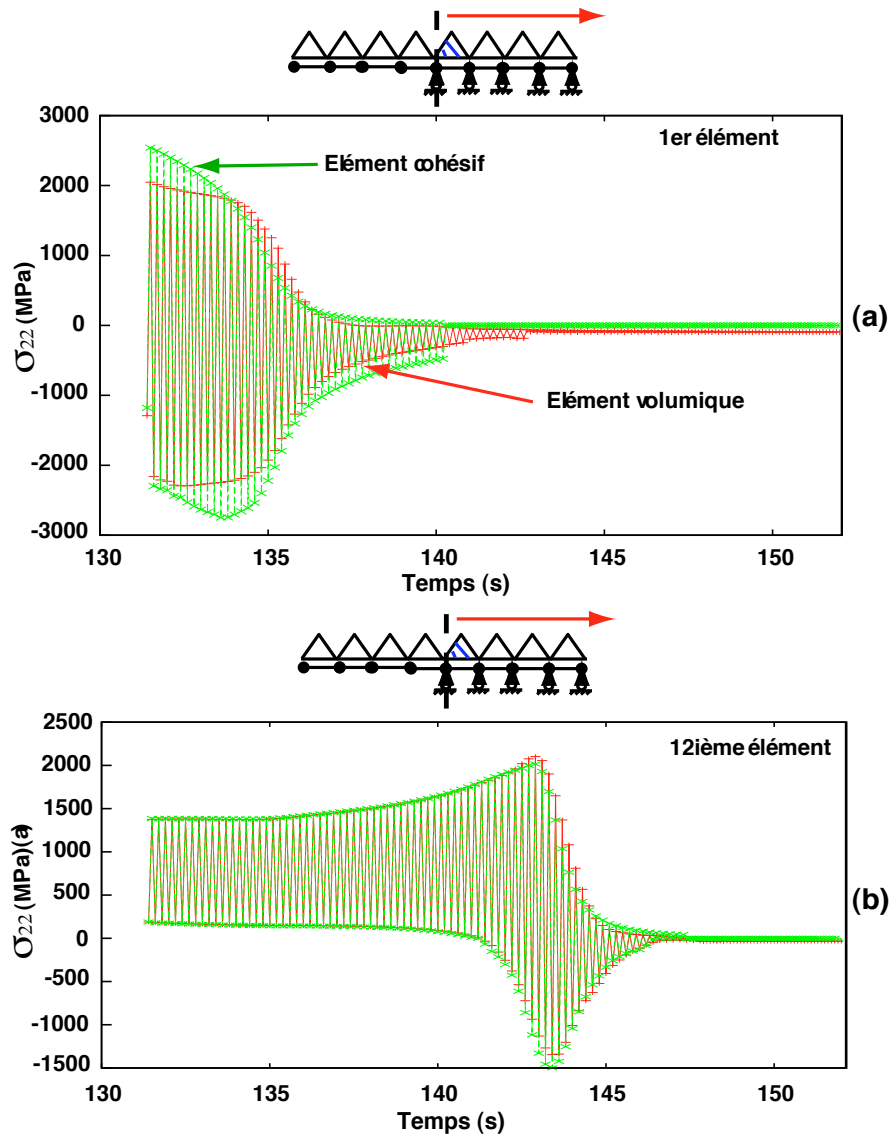 3000
2000
1000
0
-1000
-2000
-3000
σ22 (MPa)
1er élément
Elément cohésif
Elément volumique
(a)
130
135
140
145
150
Temps (s)
2500
2000
1500
1000
500
0
-500
-1000
-1500
σ22 (MPa)(a)
12ième élément
(b)
130
135
140
145
150
Temps (s)